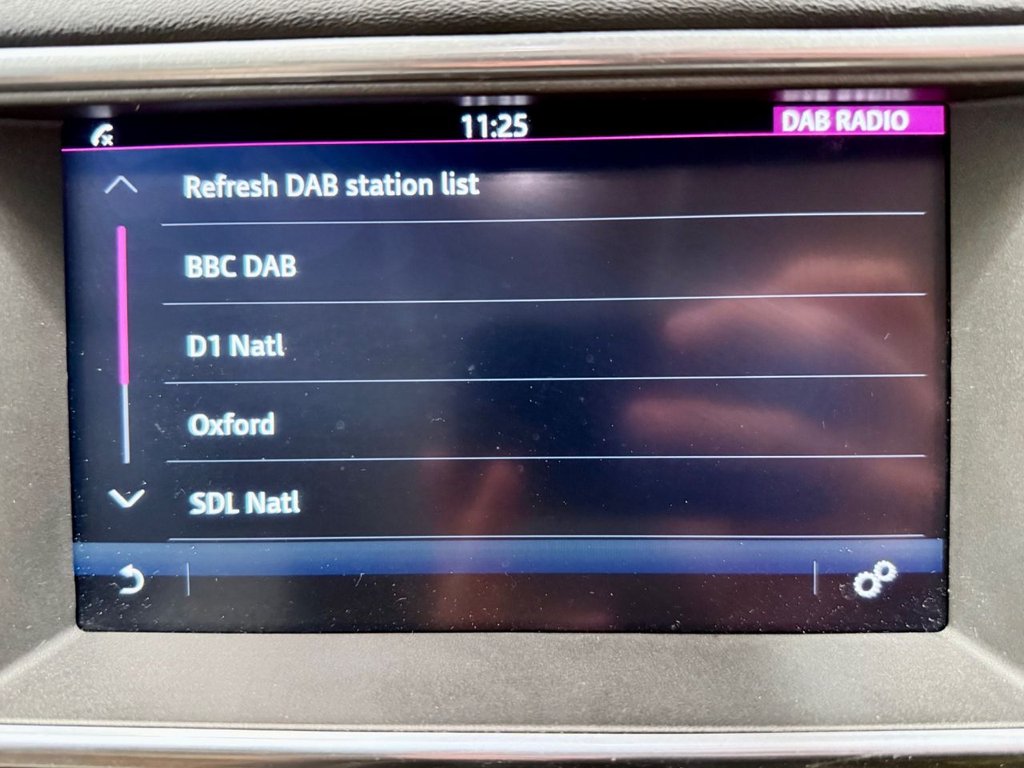 11:25
DAB RADIO
Refresh DAB station list
BBC DAB
D1 Natl
Oxford
SDL Natl